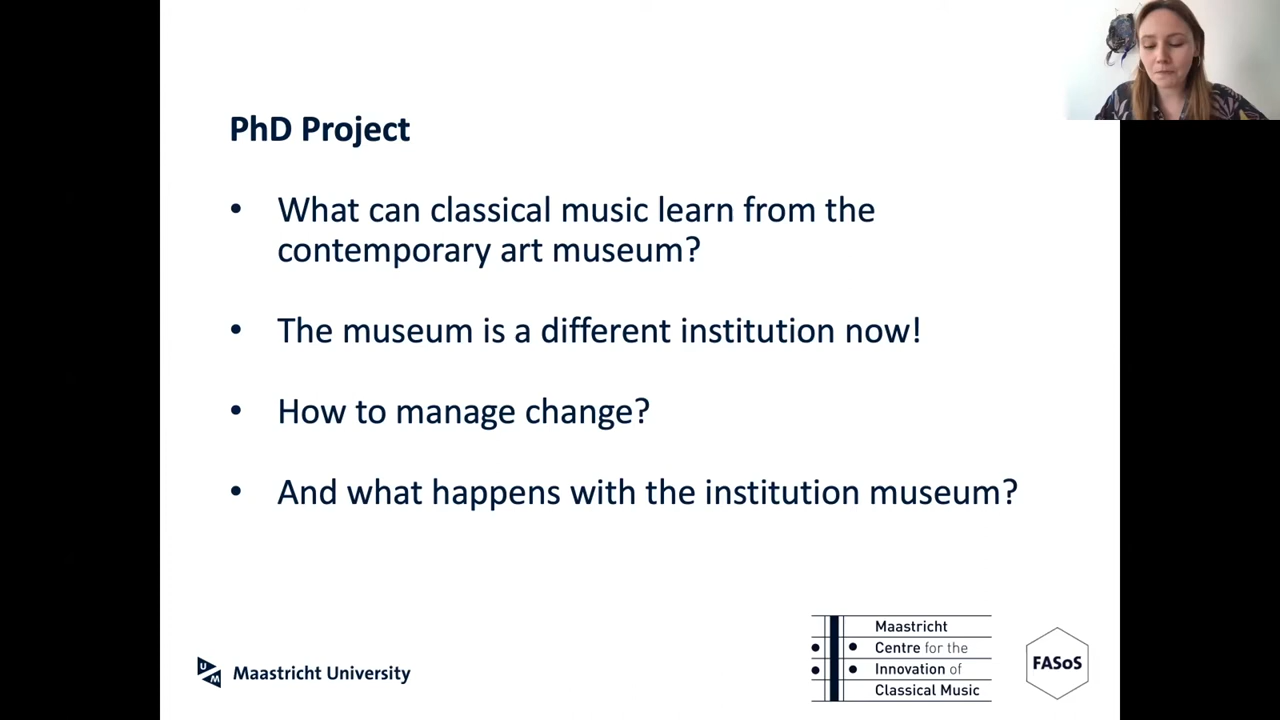 PhD Project
• What can classical music learn from the
contemporary art museum?
• The museum is a different institution now!
• How to manage change?
• And what happens with the institution museum?
UM
Maastricht University
Maastricht
Centre for the
Innovation of
Classical Music
FASoS